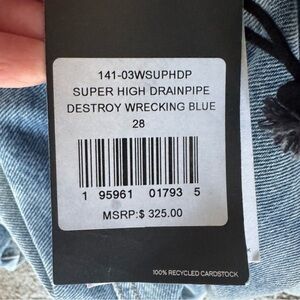 141-03WSUPHDP
SUPER HIGH DRAINPIPE
DESTROY WRECKING BLUE
28
1 95961 01793 5
MSRP:$ 325.00
100% RECYCLED CARDSTOCK